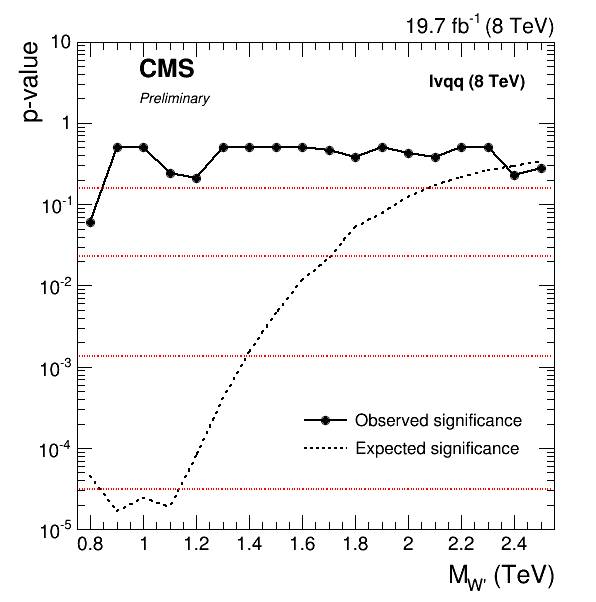 19.7 fb⁻¹ (8 TeV)
10
p-value
CMS
Preliminary
lvqq (8 TeV)
1
10⁻¹
10⁻²
10⁻³
Observed significance
10⁻⁴
Expected significance
10⁻⁵
0.8 1 1.2 1.4 1.6 1.8 2 2.2 2.4
M_W' (TeV)